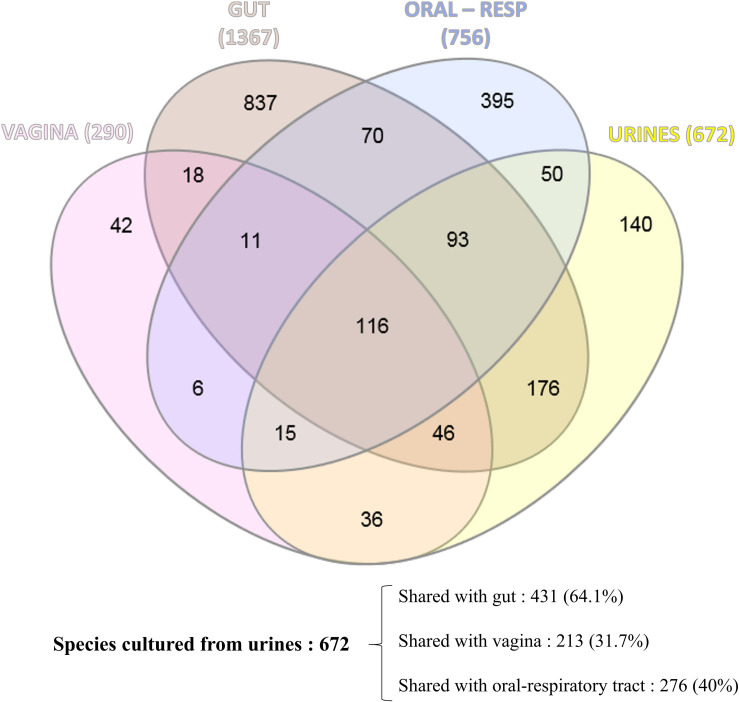 GUT
(1367)
ORAL – RESP
(756)
VAGINA (290)
URINES (672)
837
395
70
18
50
42
11
93
140
116
6
176
15
46
36
Shared with gut : 431 (64.1%)
Species cultured from urines : 672
Shared with vagina : 213 (31.7%)
Shared with oral-respiratory tract : 276 (40%)